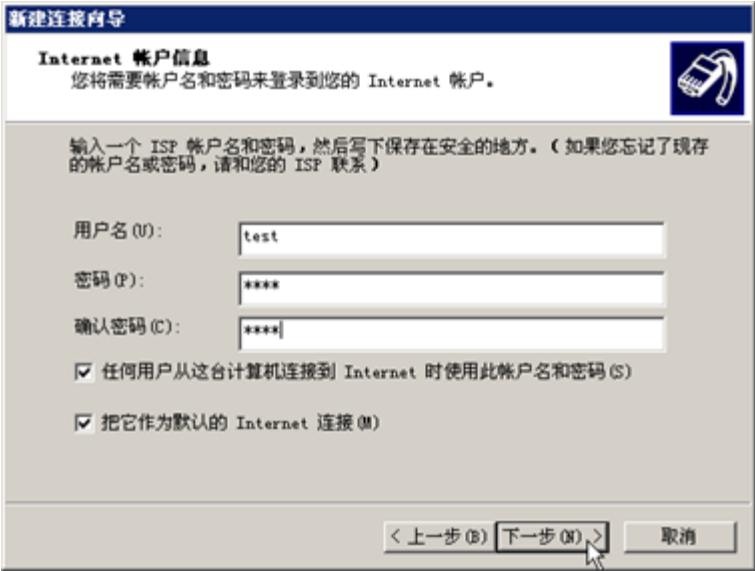 新建连接向导
Internet 帐户信息
您将需要帐户名和密码来登录到您的 Internet 帐户。
输入一个 ISP 帐户名和密码，然后写下保存在安全的地方。(如果您忘记了现存
的帐户名或密码，请和您的 ISP 联系)
用户名(U): test
密码(P): ****
确认密码(C): ****
任何用户从这台计算机连接到 Internet 时使用此帐户名和密码(S)
把它作为默认的 Internet 连接(M)
< 上一步(B) 下一步(N) > 取消